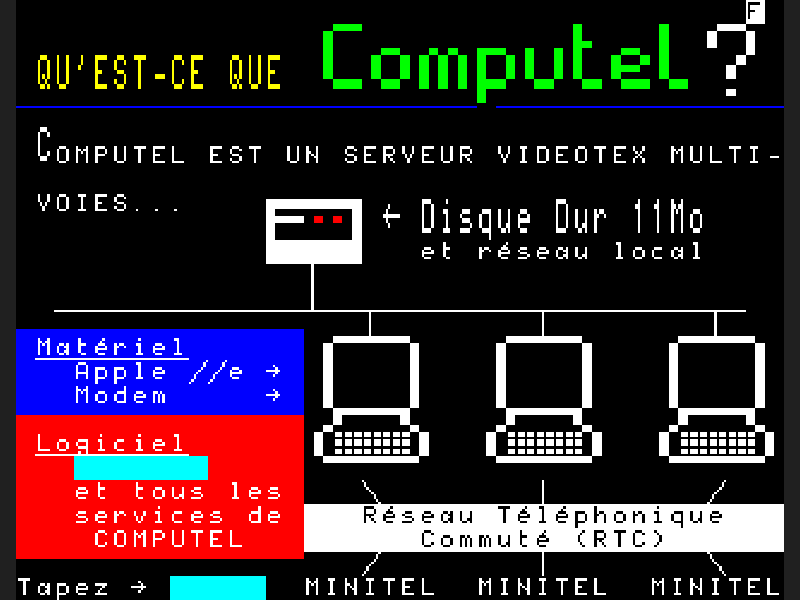 F
QU'EST-CE QUE Computel ?
COMPUTEL EST UN SERVEUR VIDEOTEX MULTI-
VOIES...
← Disque Dur 11Mo
et réseau local
Matériel
Apple //e →
Modem →
Logiciel
et tous les
services de
COMPUTEL
Réseau Téléphonique
Commuté (RTC)
Tapez → MINITEL MINITEL MINITEL